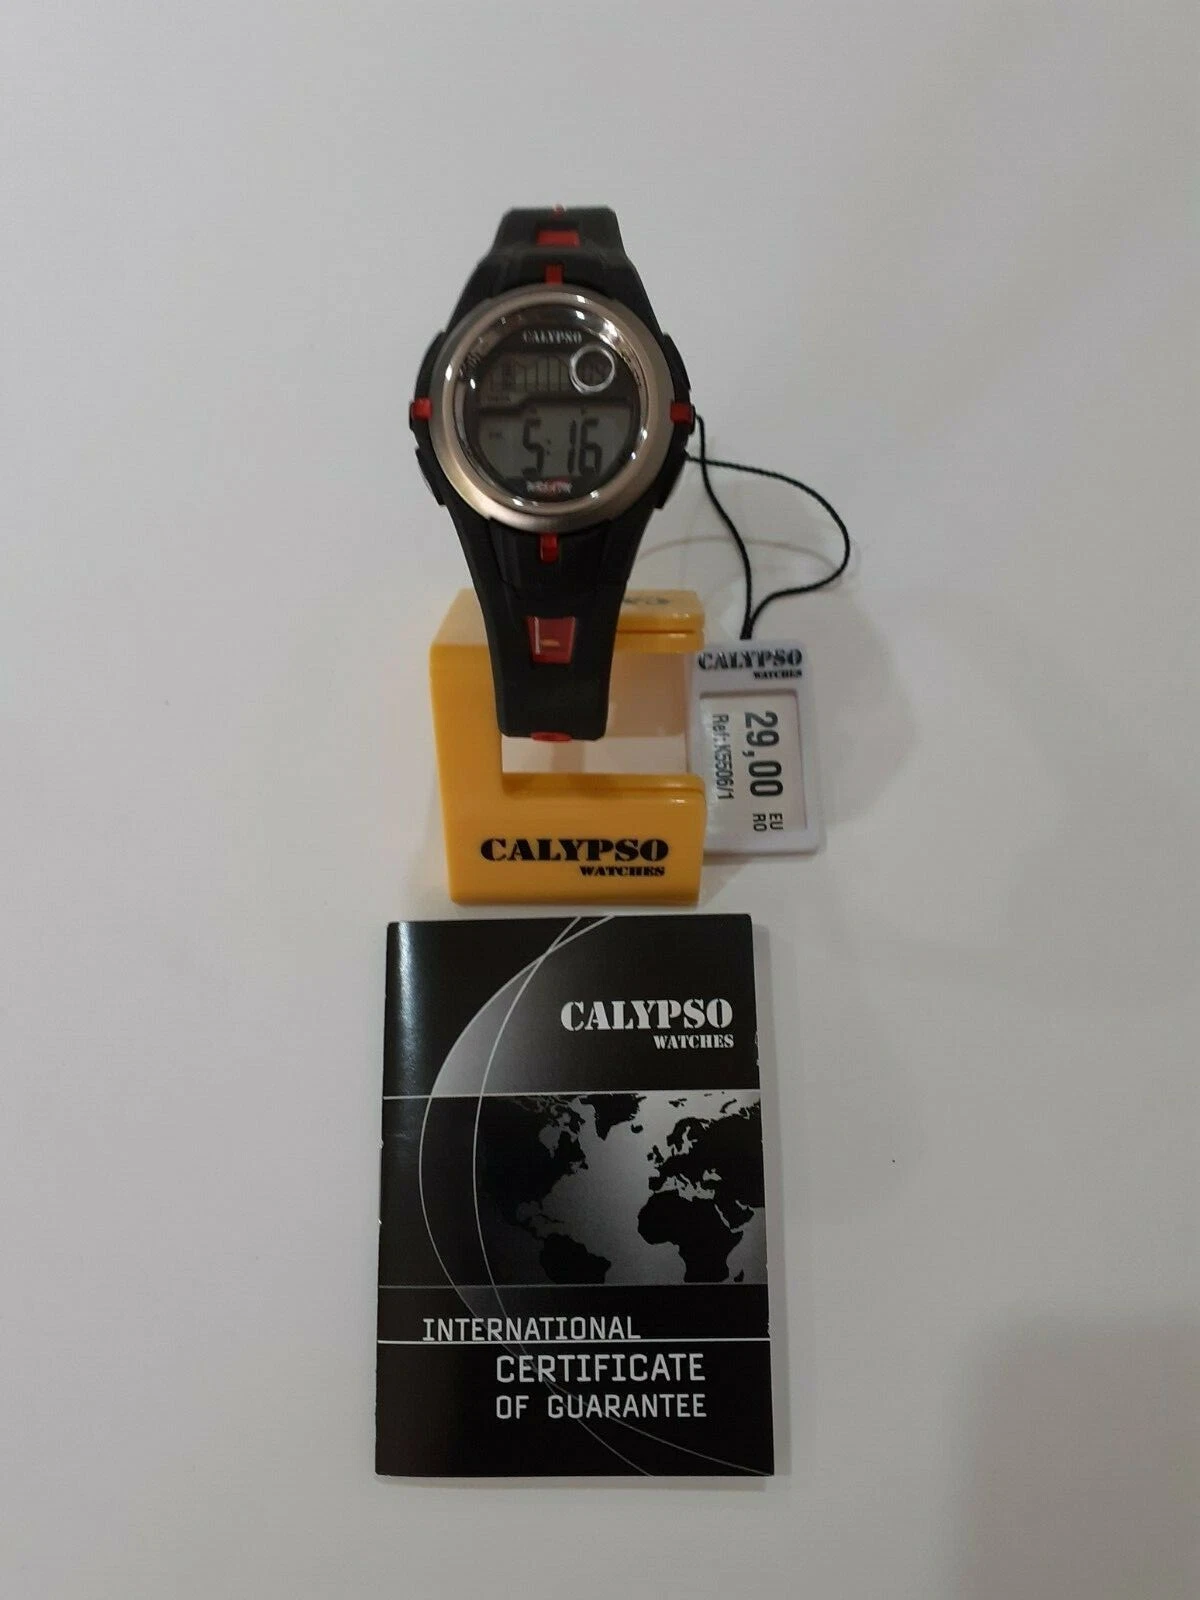 CALYPSO
5:16
CALYPSO
WATCHES
29,00 EU
RO
Ref:K5506/1
CALYPSO
WATCHES
CALYPSO
WATCHES
INTERNATIONAL
CERTIFICATE
OF GUARANTEE